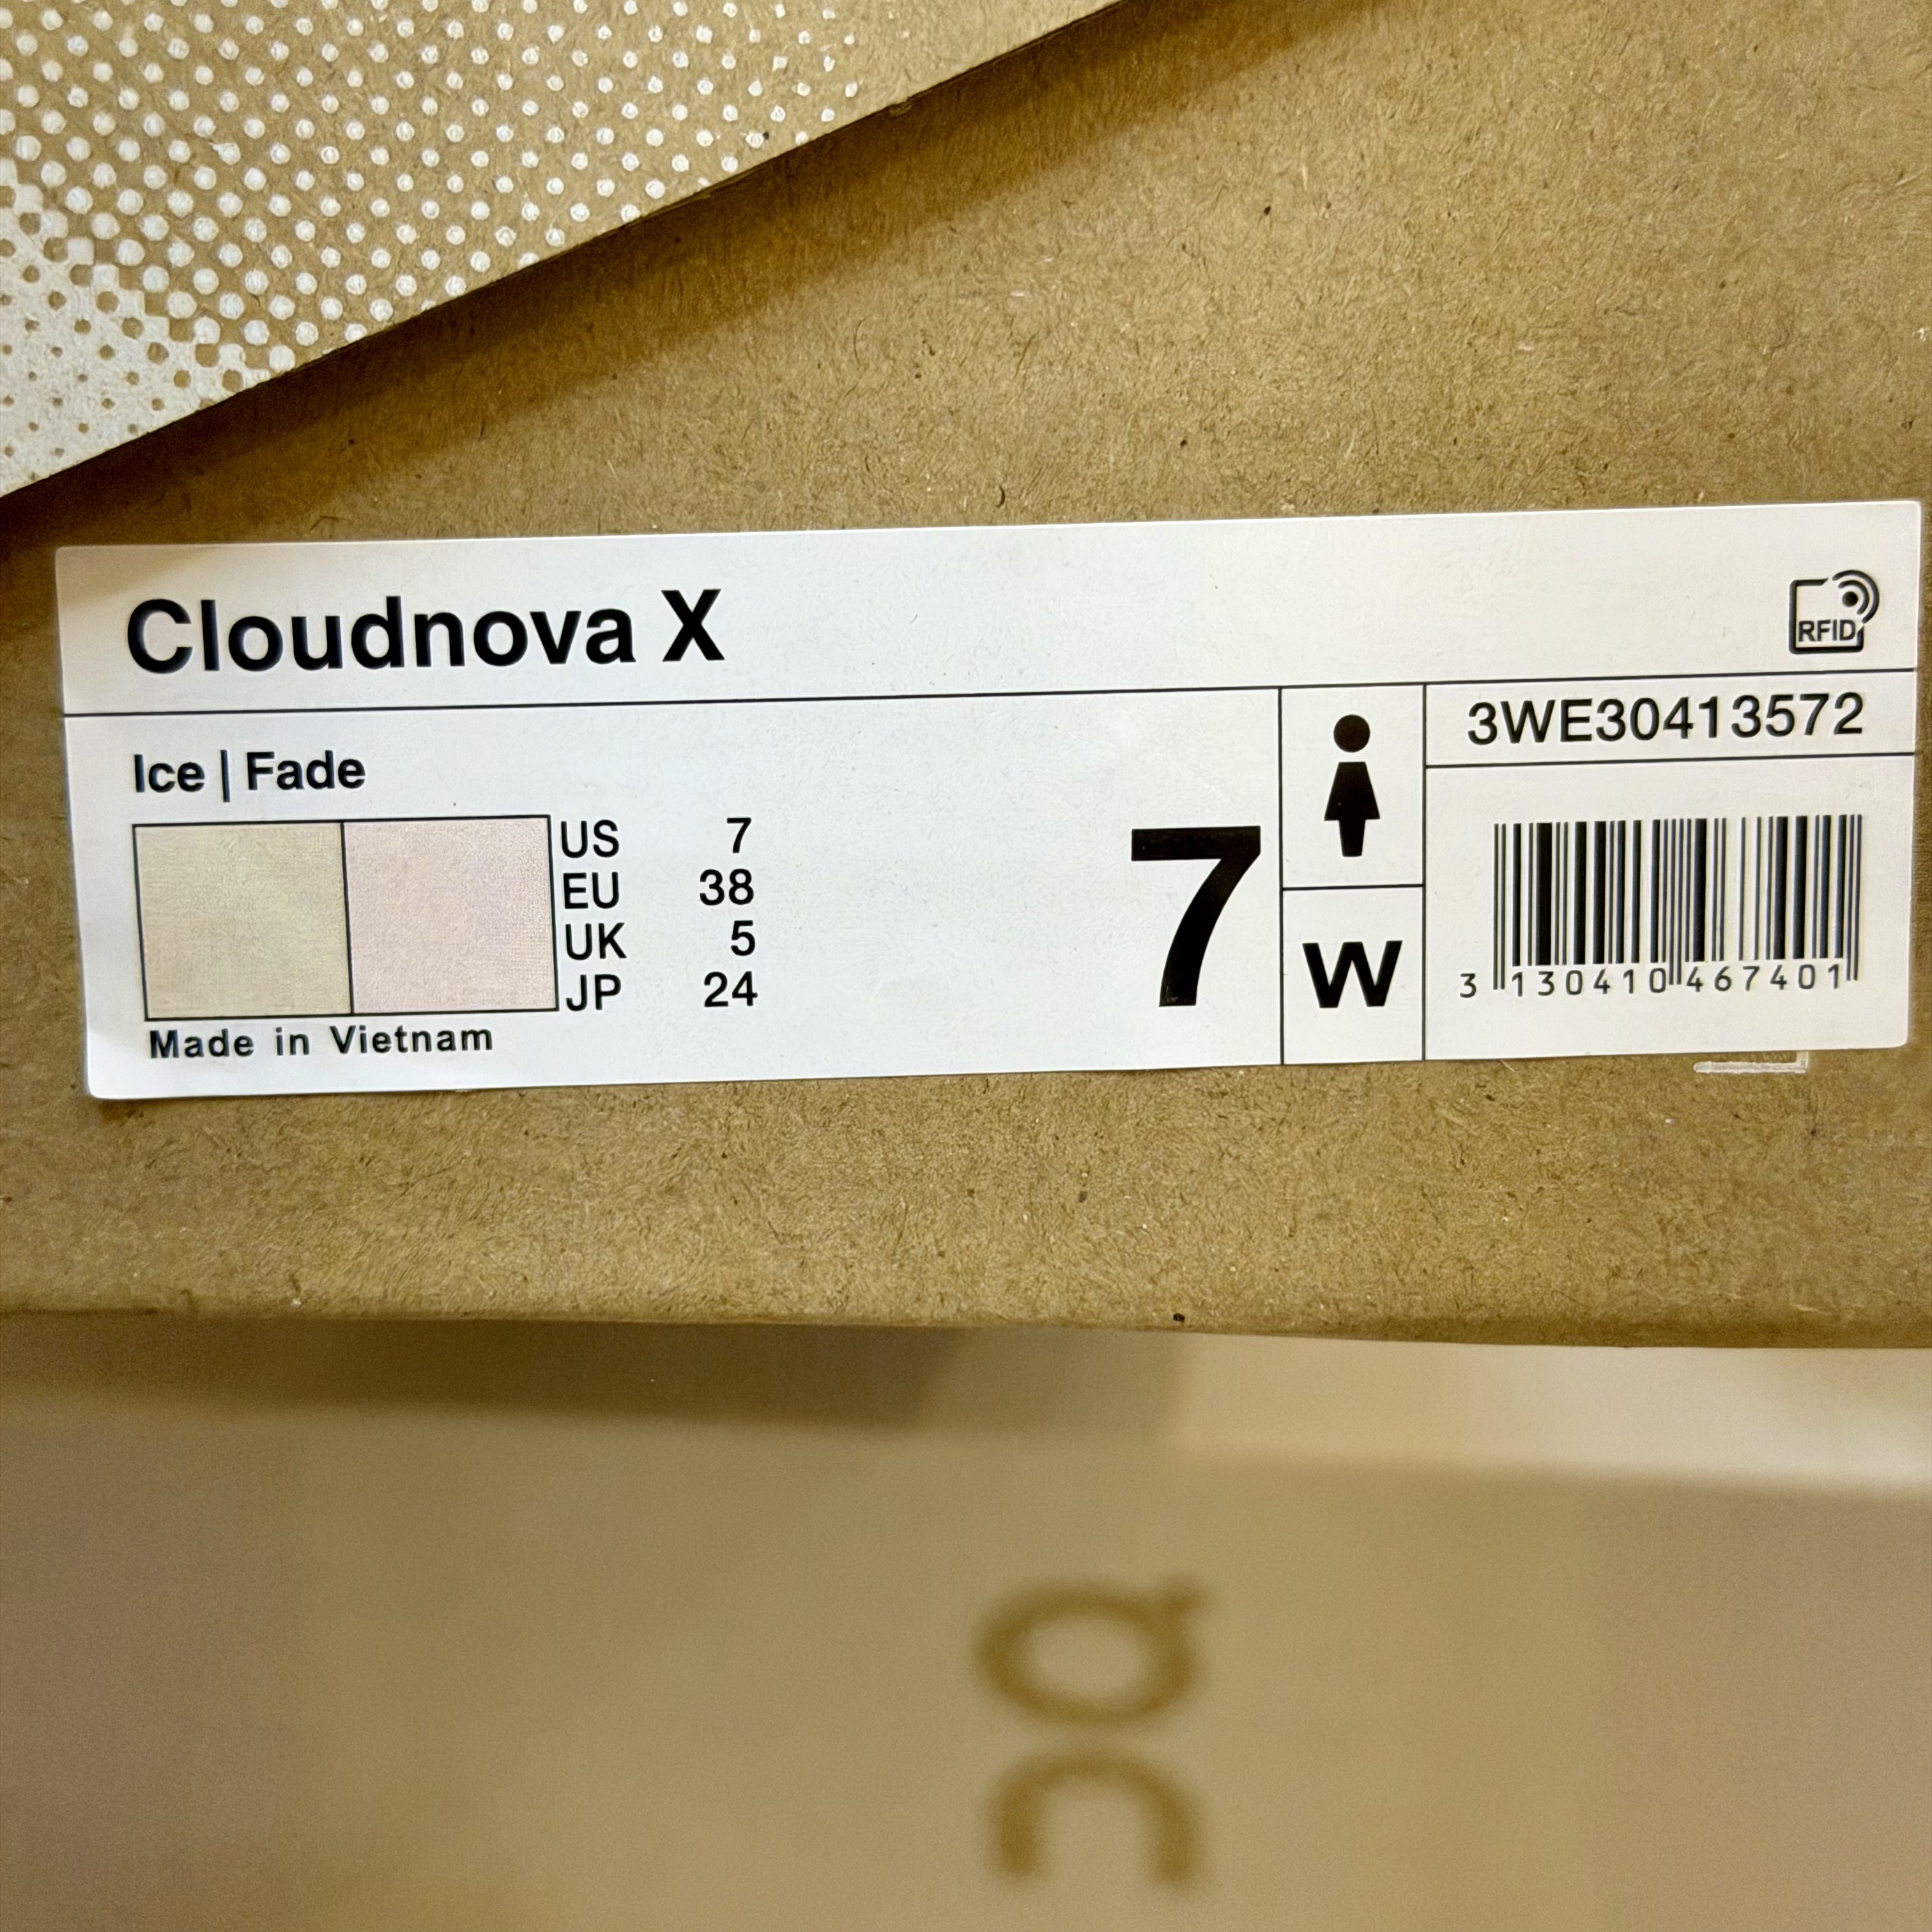 Cloudnova X
RFID
Ice | Fade
3WE30413572
US 7
EU 38
UK 5
JP 24
7
W
3 130410 467401
Made in Vietnam